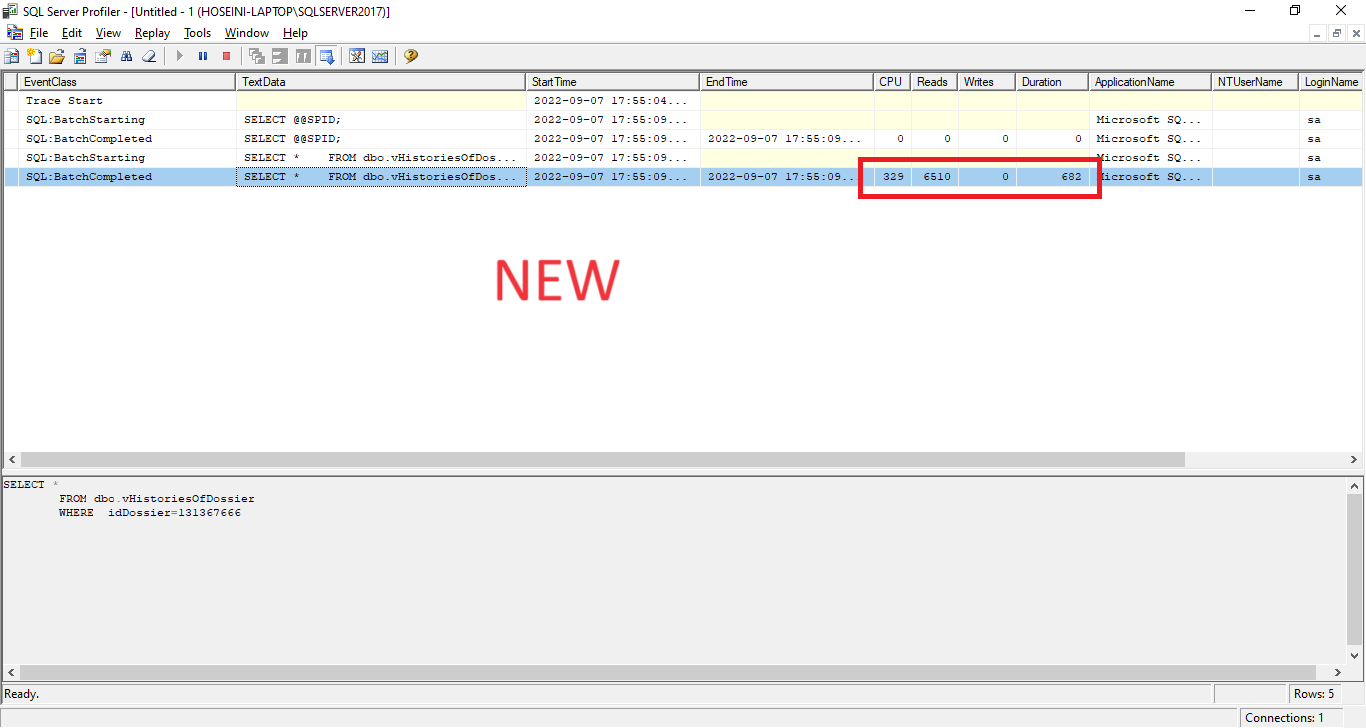 SQL Server Profiler - [Untitled - 1 (HOSEINI-LAPTOP\SQLSERVER2017)]
File Edit View Replay Tools Window Help
EventClass TextData StartTime EndTime CPU Reads Writes Duration ApplicationName NTUserName LoginName
Trace Start 2022-09-07 17:55:04...
SQL:BatchStarting SELECT @@SPID; 2022-09-07 17:55:09... Microsoft SQ... sa
SQL:BatchCompleted SELECT @@SPID; 2022-09-07 17:55:09... 2022-09-07 17:55:09... 0 0 0 0 Microsoft SQ... sa
SQL:BatchStarting SELECT * FROM dbo.vHistoriesOfDos... 2022-09-07 17:55:09... Microsoft SQ... sa
SQL:BatchCompleted SELECT * FROM dbo.vHistoriesOfDos... 2022-09-07 17:55:09... 2022-09-07 17:55:09... 329 6510 0 682 Microsoft SQ... sa
NEW
SELECT *
FROM dbo.vHistoriesOfDossier
WHERE idDossier=131367666
Ready. Rows: 5
Connections: 1